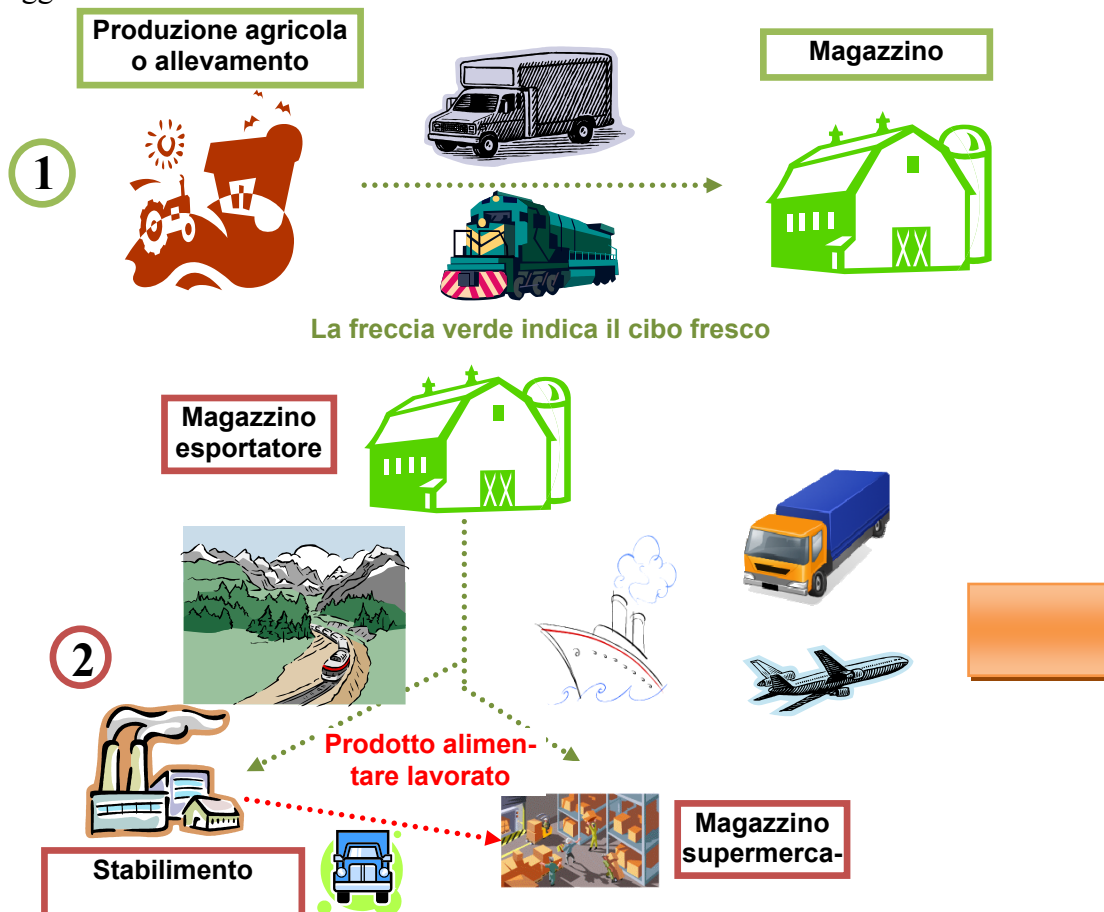 Produzione agricola
o allevamento
Magazzino
1
La freccia verde indica il cibo fresco
Magazzino
esportatore
2
Prodotto alimen-
tare lavorato
Magazzino
supermerca-
Stabilimento